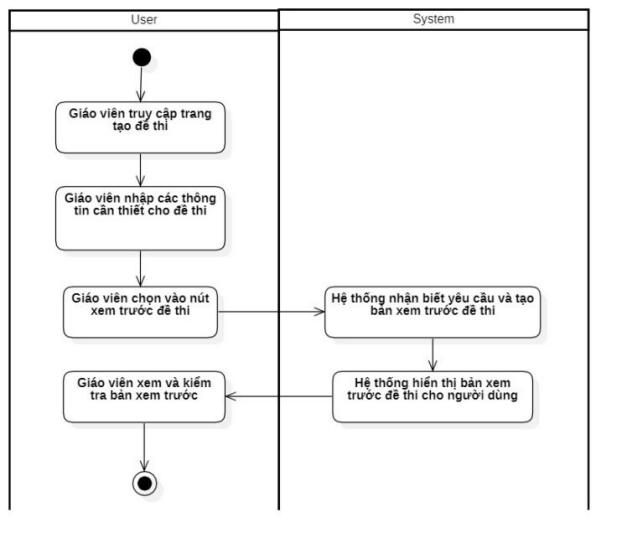 User
System
Giáo viên truy cập trang
tạo đề thi
Giáo viên nhập các thông
tin cần thiết cho đề thi
Giáo viên chọn vào nút
xem trước đề thi
Hệ thống nhận biết yêu cầu và tạo
bản xem trước đề thi
Hệ thống hiển thị bản xem
trước đề thi cho người dùng
Giáo viên xem và kiểm
tra bản xem trước